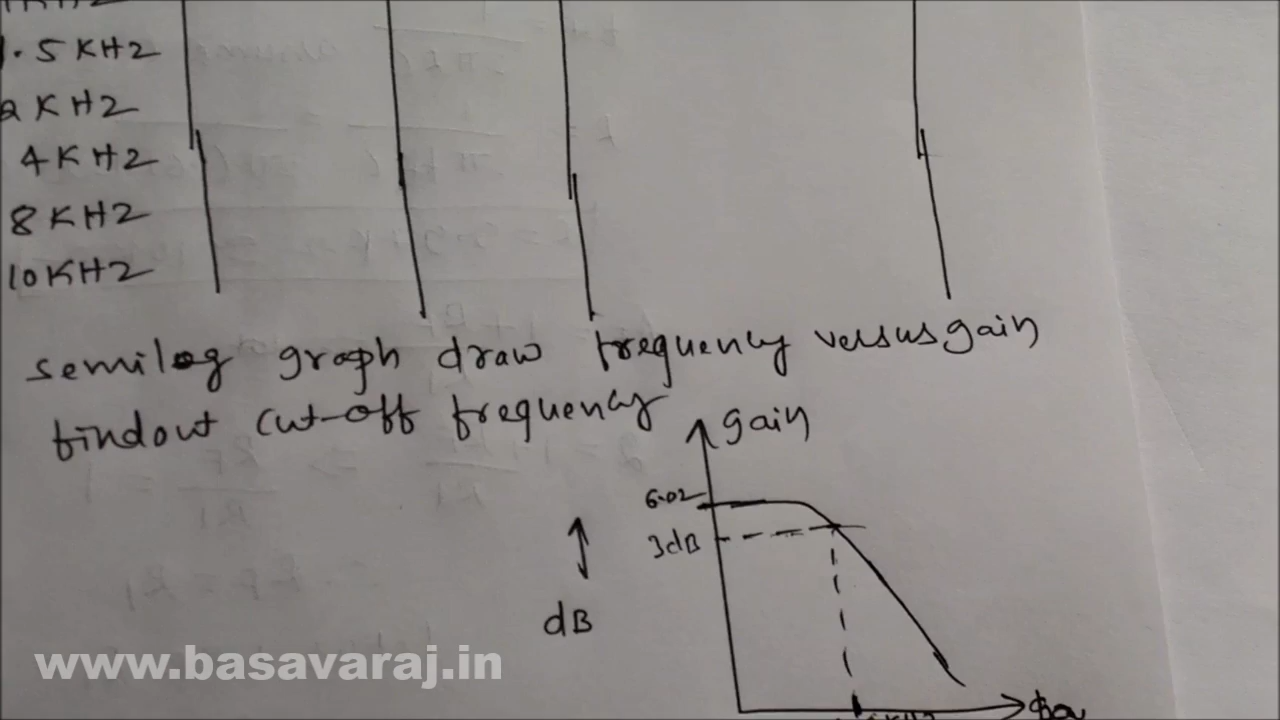 1.5 KHZ
2 KHZ
4 KHZ
8 KHZ
10 KHZ
semilog graph draw frequency versus gain
findout cut-off frequency
gain
6.02
3dB
dB
www.basavaraj.in